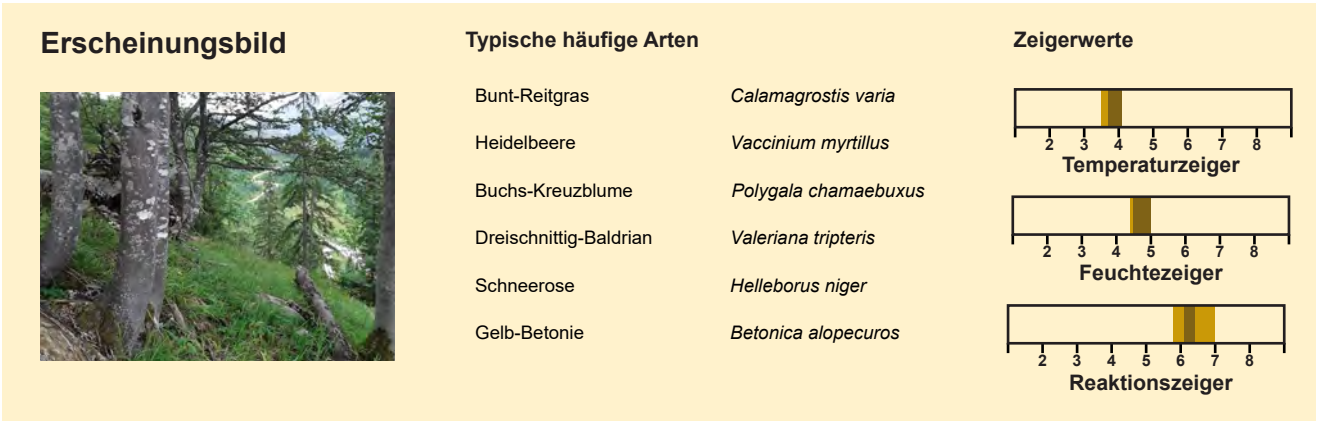 Erscheinungsbild
Typische häufige Arten
Bunt-Reitgras Calamagrostis varia
Heidelbeere Vaccinium myrtillus
Buchs-Kreuzblume Polygala chamaebuxus
Dreischnittig-Baldrian Valeriana tripteris
Schneerose Helleborus niger
Gelb-Betonie Betonica alopecuros
Zeigerwerte
2 3 4 5 6 7 8
Temperaturzeiger
2 3 4 5 6 7 8
Feuchtezeiger
2 3 4 5 6 7 8
Reaktionszeiger